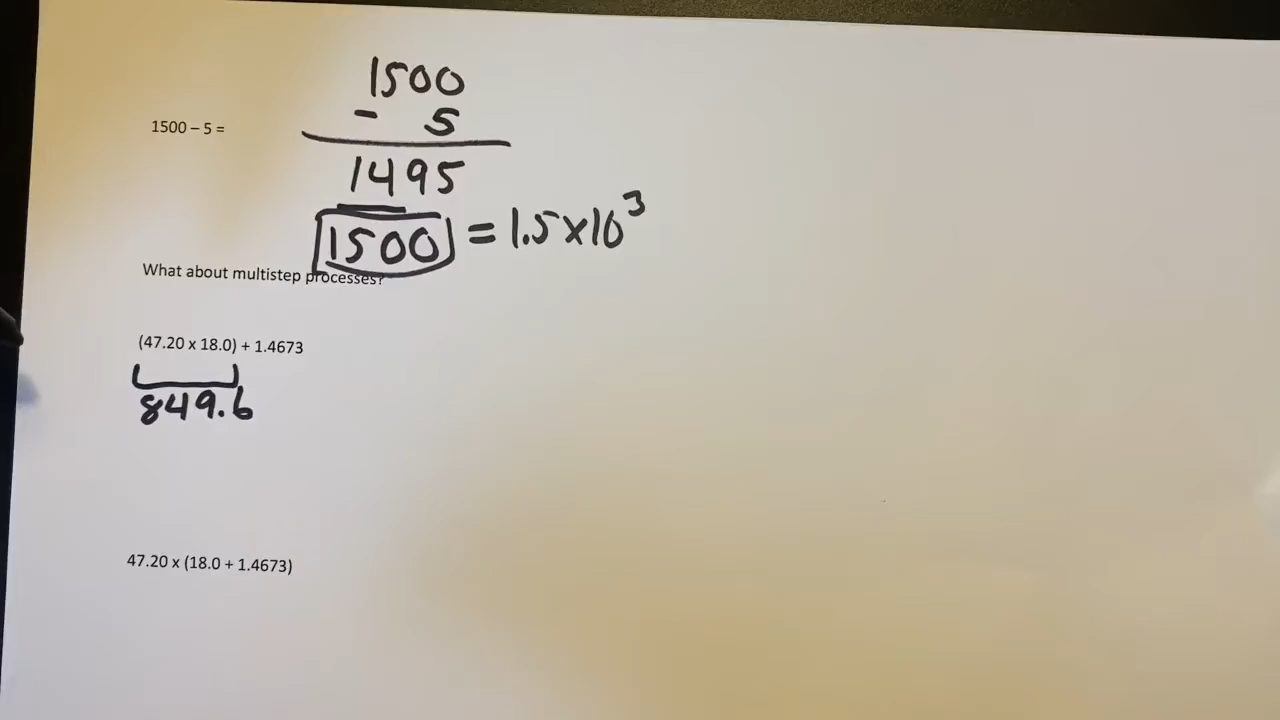 1500
1500 – 5 =
- 5
1495
1500 = 1.5x10³
What about multistep processes?
(47.20 x 18.0) + 1.4673
849.6
47.20 x (18.0 + 1.4673)